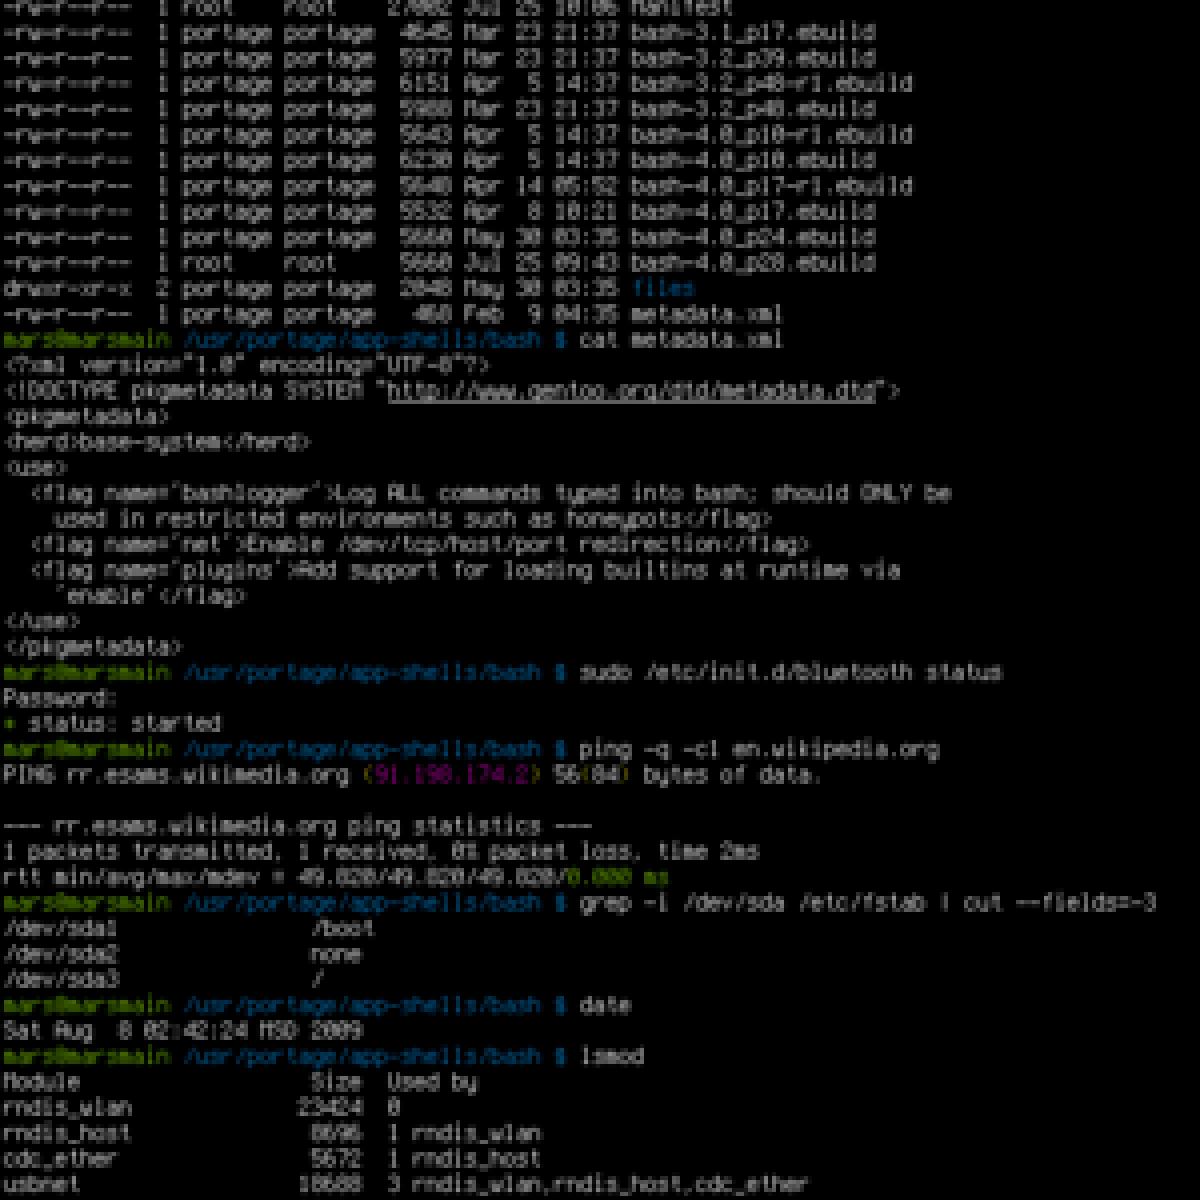 -rw-r--r--  1 root    root    27002 Jul 25 10:06 Manifest
-rw-r--r--  1 portage portage  4645 Mar 23 21:37 bash-3.1_p17.ebuild
-rw-r--r--  1 portage portage  5977 Mar 23 21:37 bash-3.2_p39.ebuild
-rw-r--r--  1 portage portage  6151 Apr  5 14:37 bash-3.2_p48-r1.ebuild
-rw-r--r--  1 portage portage  5988 Mar 23 21:37 bash-3.2_p48.ebuild
-rw-r--r--  1 portage portage  5643 Apr  5 14:37 bash-4.0_p10-r1.ebuild
-rw-r--r--  1 portage portage  6230 Apr  5 14:37 bash-4.0_p10.ebuild
-rw-r--r--  1 portage portage  5648 Apr 14 05:52 bash-4.0_p17-r1.ebuild
-rw-r--r--  1 portage portage  5532 Apr  8 10:21 bash-4.0_p17.ebuild
-rw-r--r--  1 portage portage  5660 May 30 03:35 bash-4.0_p24.ebuild
-rw-r--r--  1 root    root     5660 Jul 25 09:43 bash-4.0_p28.ebuild
drwxr-xr-x  2 portage portage  2048 May 30 03:35 files
-rw-r--r--  1 portage portage   468 Feb  9 04:35 metadata.xml
mars@marsmain /usr/portage/app-shells/bash $ cat metadata.xml
<?xml version="1.0" encoding="UTF-8"?>
<!DOCTYPE pkgmetadata SYSTEM "http://www.gentoo.org/dtd/metadata.dtd">
<pkgmetadata>
<herd>base-system</herd>
<use>
  <flag name='bashlogger'>Log ALL commands typed into bash; should ONLY be
    used in restricted environments such as honeypots</flag>
  <flag name='net'>Enable /dev/tcp/host/port redirection</flag>
  <flag name='plugins'>Add support for loading builtins at runtime via
    'enable'</flag>
</use>
</pkgmetadata>
mars@marsmain /usr/portage/app-shells/bash $ sudo /etc/init.d/bluetooth status
Password:
* status: started
mars@marsmain /usr/portage/app-shells/bash $ ping -q -c1 en.wikipedia.org
PING rr.esams.wikimedia.org (91.198.174.2) 56(84) bytes of data.

--- rr.esams.wikimedia.org ping statistics ---
1 packets transmitted, 1 received, 0% packet loss, time 2ms
rtt min/avg/max/mdev = 49.820/49.820/49.820/0.000 ms
mars@marsmain /usr/portage/app-shells/bash $ grep -i /dev/sda /etc/fstab | cut --fields=-3
/dev/sda1               /boot
/dev/sda2               none
/dev/sda3               /
mars@marsmain /usr/portage/app-shells/bash $ date
Sat Aug  8 02:42:24 MSD 2009
mars@marsmain /usr/portage/app-shells/bash $ lsmod
Module                  Size  Used by
rndis_wlan             23424  0
rndis_host              8696  1 rndis_wlan
cdc_ether               5672  1 rndis_host
usbnet                 18688  3 rndis_wlan,rndis_host,cdc_ether